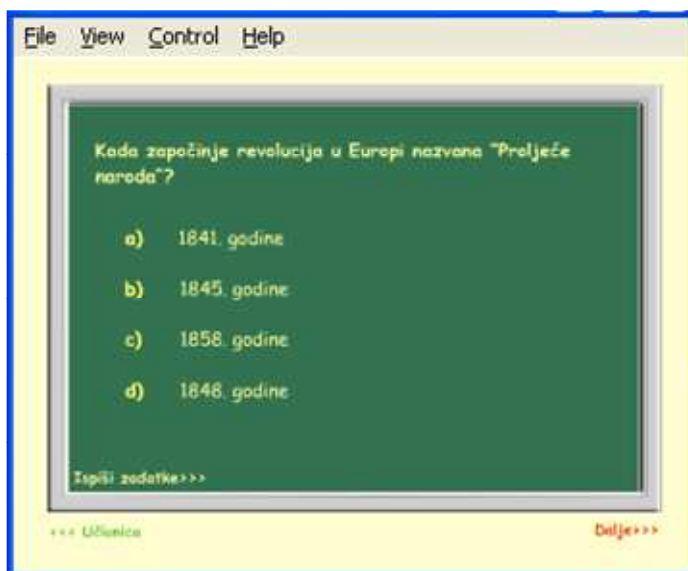 File View Control Help
Kada započinje revolucija u Europi nazvana "Proljeće
naroda"?
a) 1841. godine
b) 1845. godine
c) 1858. godine
d) 1848. godine
Ispiši zadatke>>>
<<< Učionica
Dalje>>>